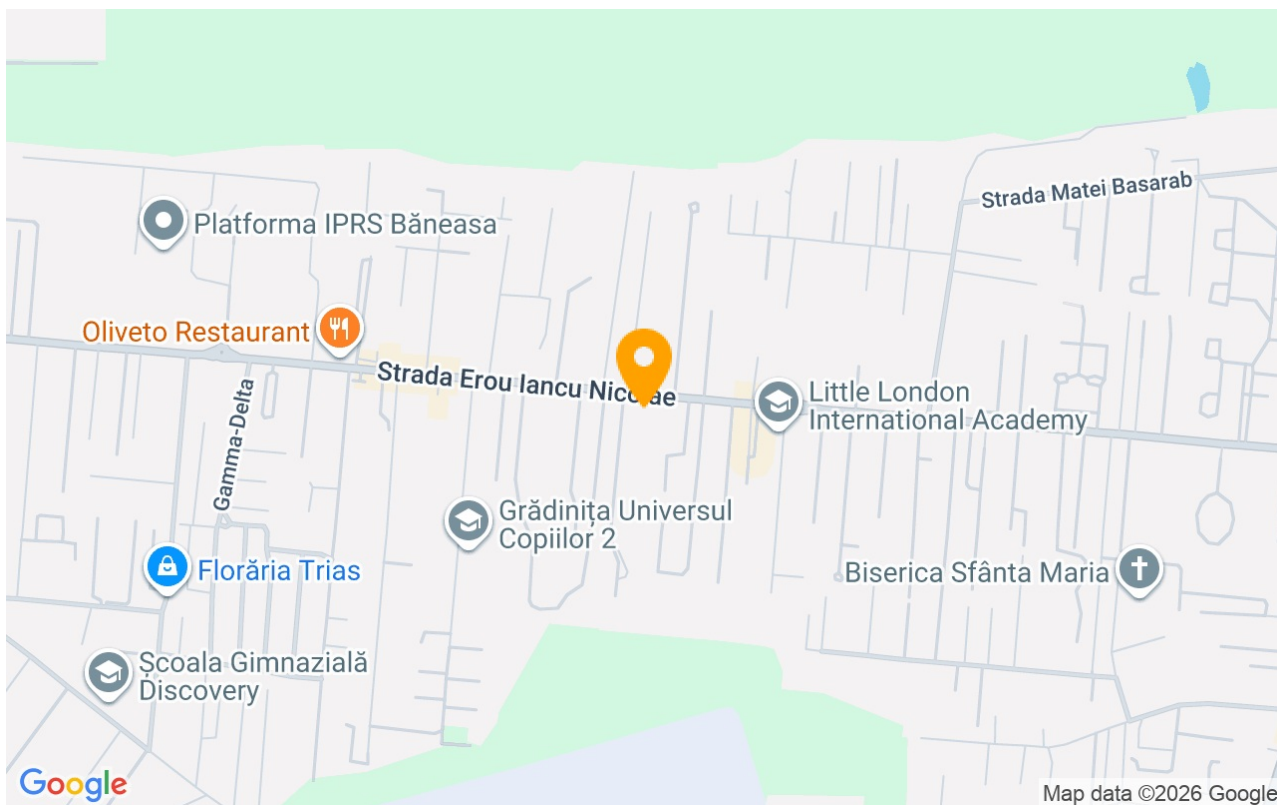 Strada Matei Basarab
Platforma IPRS Băneasa
Oliveto Restaurant
Strada Erou Iancu Nicolae
Gamma-Delta
Little London
International Academy
Grădinița Universul
Copiilor 2
Florăria Trias
Biserica Sfânta Maria
Școala Gimnazială
Discovery
Google
Map data ©2026 Google